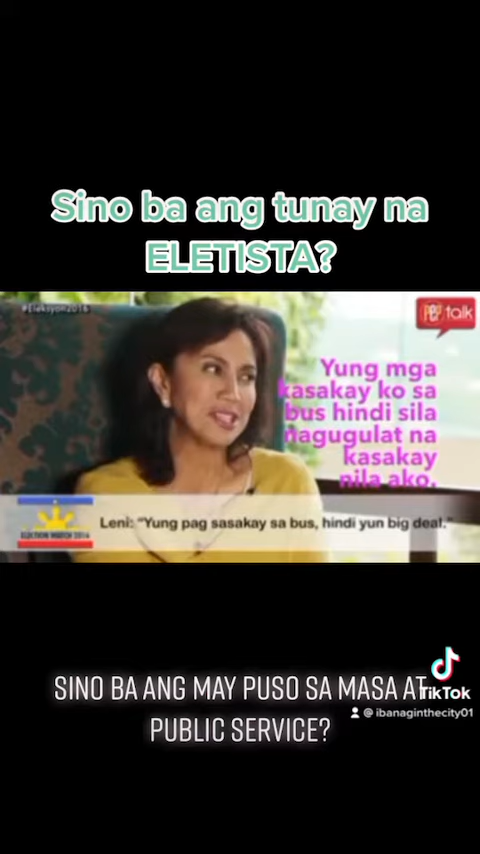 Sino ba ang tunay na
ELETISTA?
#Eleksyon2016
PEP talk
Yung mga
kasakay ko sa
bus hindi sila
nagugulat na
kasakay
nila ako.
ELECTION WATCH 2016
Leni: "Yung pag sasakay sa bus, hindi yun big deal."
SINO BA ANG MAY PUSO SA MASA AT
PUBLIC SERVICE?
TikTok
@ ibanaginthecity01